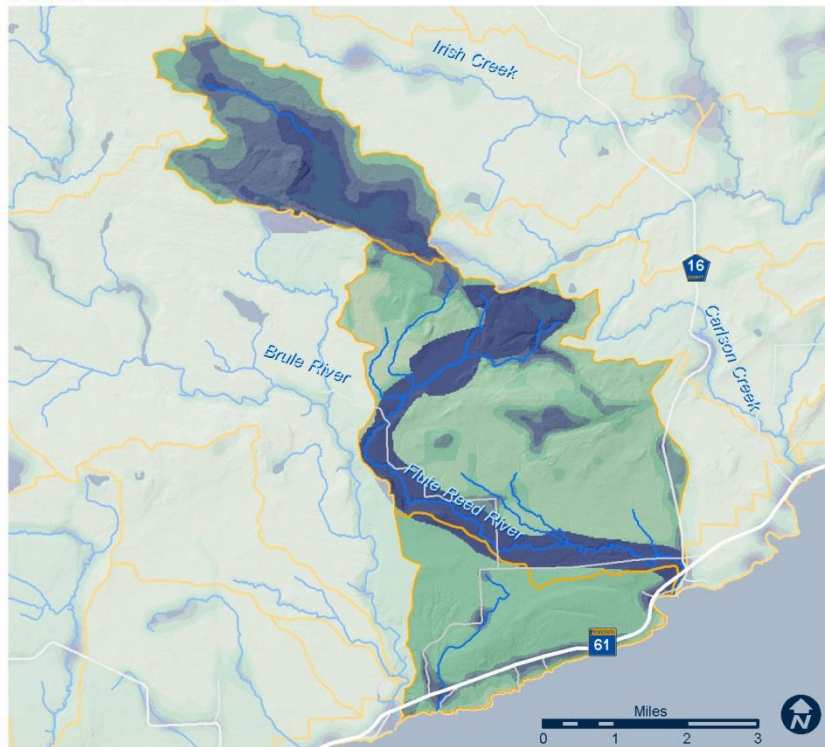 Irish Creek
16
Carlson Creek
Brule River
Flute Reed River
61
Miles
0 1 2 3
N